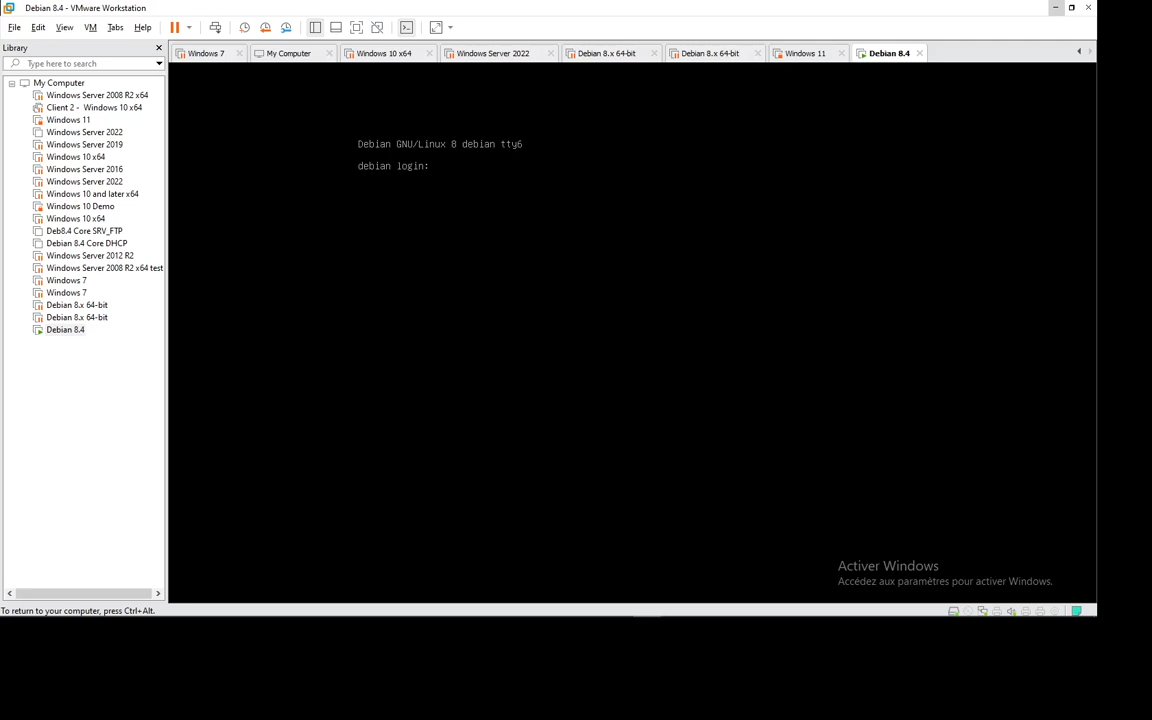 Debian 8.4 - VMware Workstation
File Edit View VM Tabs Help
Library
Type here to search
Windows 7 My Computer Windows 10 x64 Windows Server 2022 Debian 8.x 64-bit Debian 8.x 64-bit Windows 11 Debian 8.4
My Computer
Windows Server 2008 R2 x64
Client 2 - Windows 10 x64
Windows 11
Windows Server 2022
Windows Server 2019
Windows 10 x64
Windows Server 2016
Windows Server 2022
Windows 10 and later x64
Windows 10 Demo
Windows 10 x64
Deb8.4 Core SRV_FTP
Debian 8.4 Core DHCP
Windows Server 2012 R2
Windows Server 2008 R2 x64 test
Windows 7
Windows 7
Debian 8.x 64-bit
Debian 8.x 64-bit
Debian 8.4
Debian GNU/Linux 8 debian tty6
debian login:
Activer Windows
Accédez aux paramètres pour activer Windows.
To return to your computer, press Ctrl+Alt.